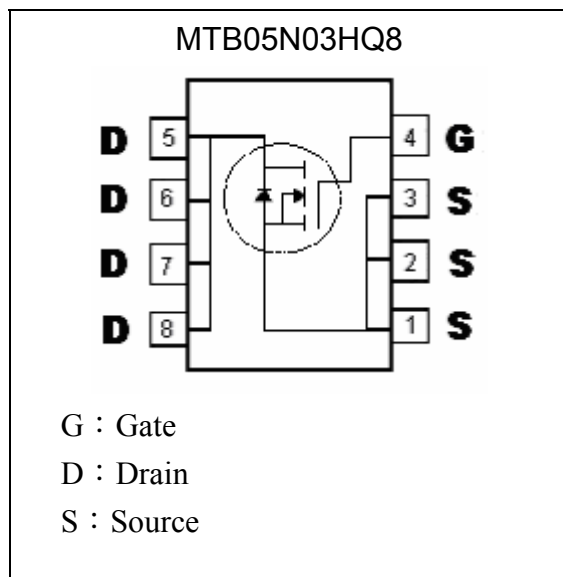 MTB05N03HQ8
D 5 4 G
D 6 3 S
D 7 2 S
D 8 1 S
G：Gate
D：Drain
S：Source